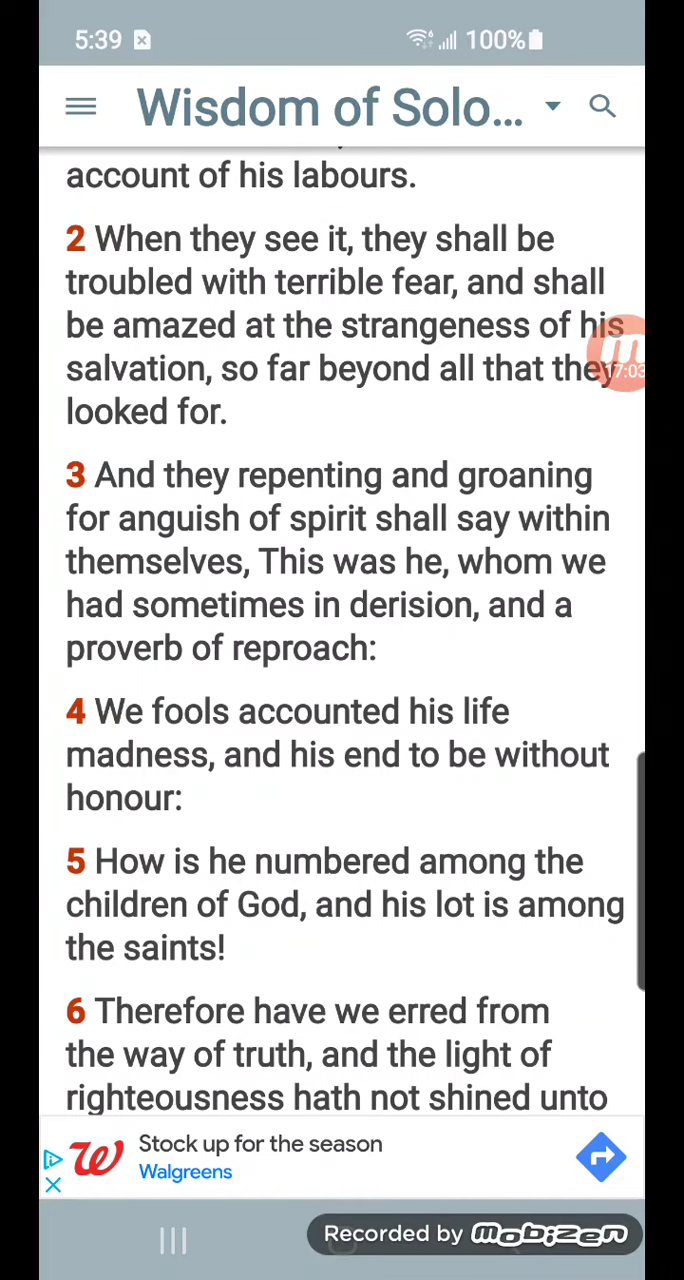 5:39
100%
Wisdom of Solo...
account of his labours.
2 When they see it, they shall be
troubled with terrible fear, and shall
be amazed at the strangeness of his
salvation, so far beyond all that they
looked for.
17:03
3 And they repenting and groaning
for anguish of spirit shall say within
themselves, This was he, whom we
had sometimes in derision, and a
proverb of reproach:
4 We fools accounted his life
madness, and his end to be without
honour:
5 How is he numbered among the
children of God, and his lot is among
the saints!
6 Therefore have we erred from
the way of truth, and the light of
righteousness hath not shined unto
Stock up for the season
Walgreens
Recorded by MOBIZEN